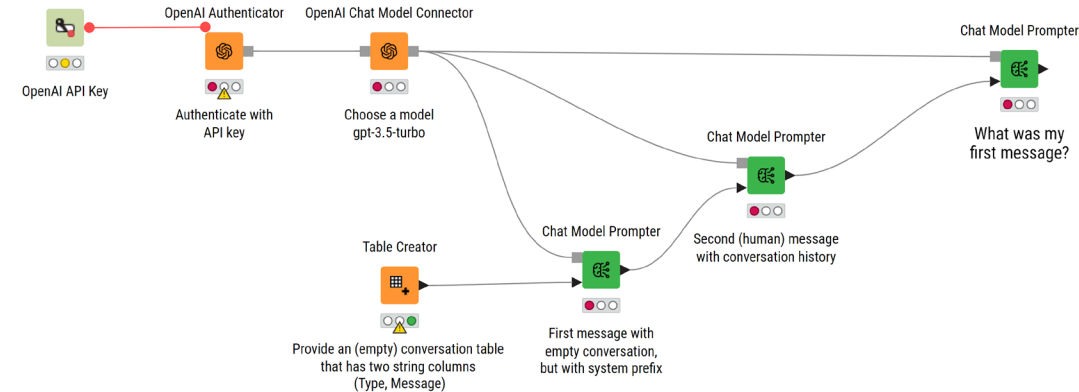 OpenAI Authenticator
OpenAI Chat Model Connector
Chat Model Prompter
OpenAI API Key
Authenticate with
API key
Choose a model
gpt-3.5-turbo
What was my
first message?
Chat Model Prompter
Second (human) message
with conversation history
Chat Model Prompter
Table Creator
First message with
empty conversation,
but with system prefix
Provide an (empty) conversation table
that has two string columns
(Type, Message)